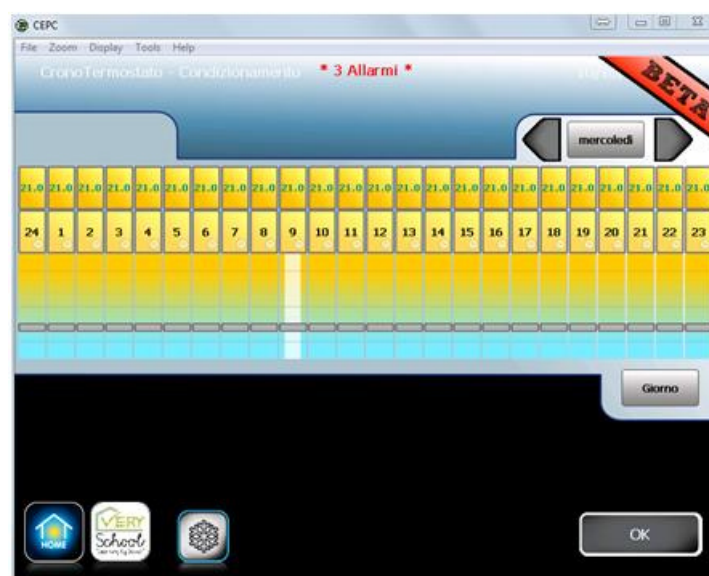 CEPC
File Zoom Display Tools Help
CronoTermostato - Condizionamento * 3 Allarmi *
BETA
mercoledì
21.0 21.0 21.0 21.0 21.0 21.0 21.0 21.0 21.0 21.0 21.0 21.0 21.0 21.0 21.0 21.0 21.0 21.0 21.0 21.0 21.0 21.0 21.0 21.0
24 1 2 3 4 5 6 7 8 9 10 11 12 13 14 15 16 17 18 19 20 21 22 23
Giorno
HOME
VERY
School
OK